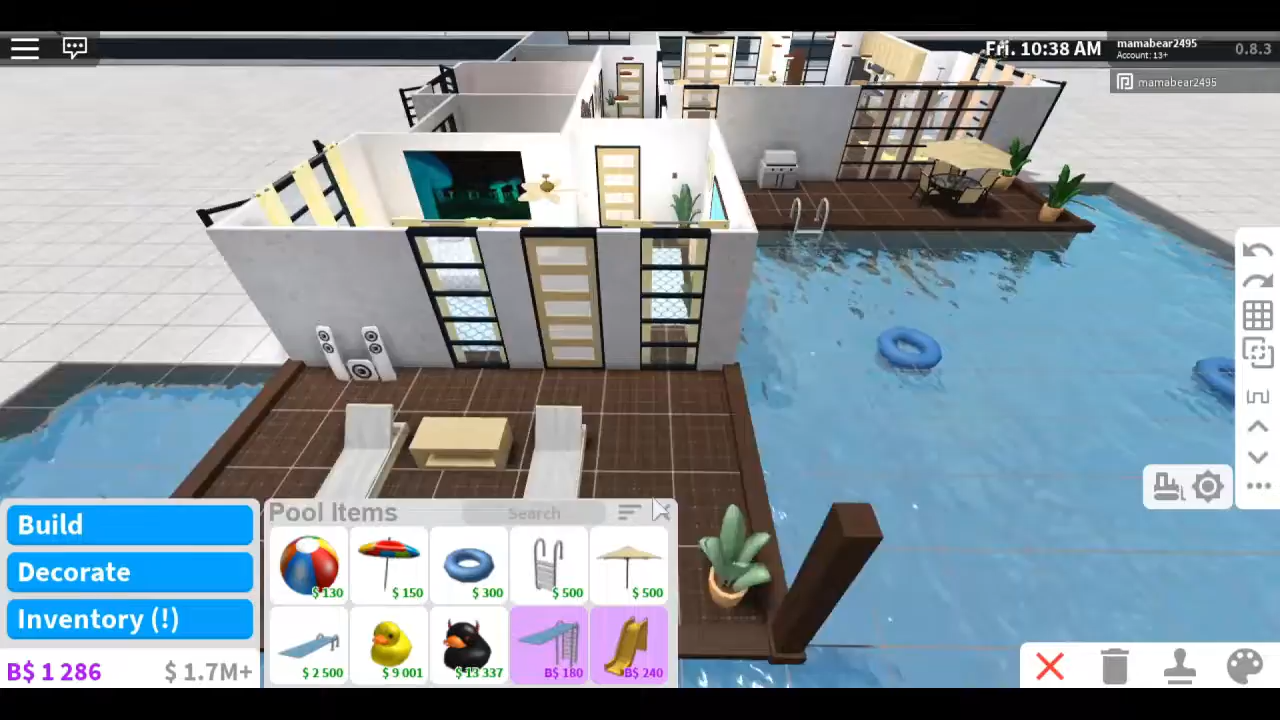 Fri. 10:38 AM
mamabear2495
Account: 13+
0.8.3
mamabear2495
Build
Decorate
Inventory (!)
B$ 1 286
$ 1.7M+
Pool Items
Search
$ 130
$ 150
$ 300
$ 500
$ 500
$ 2 500
$ 9 001
$ 13 337
B$ 180
B$ 240